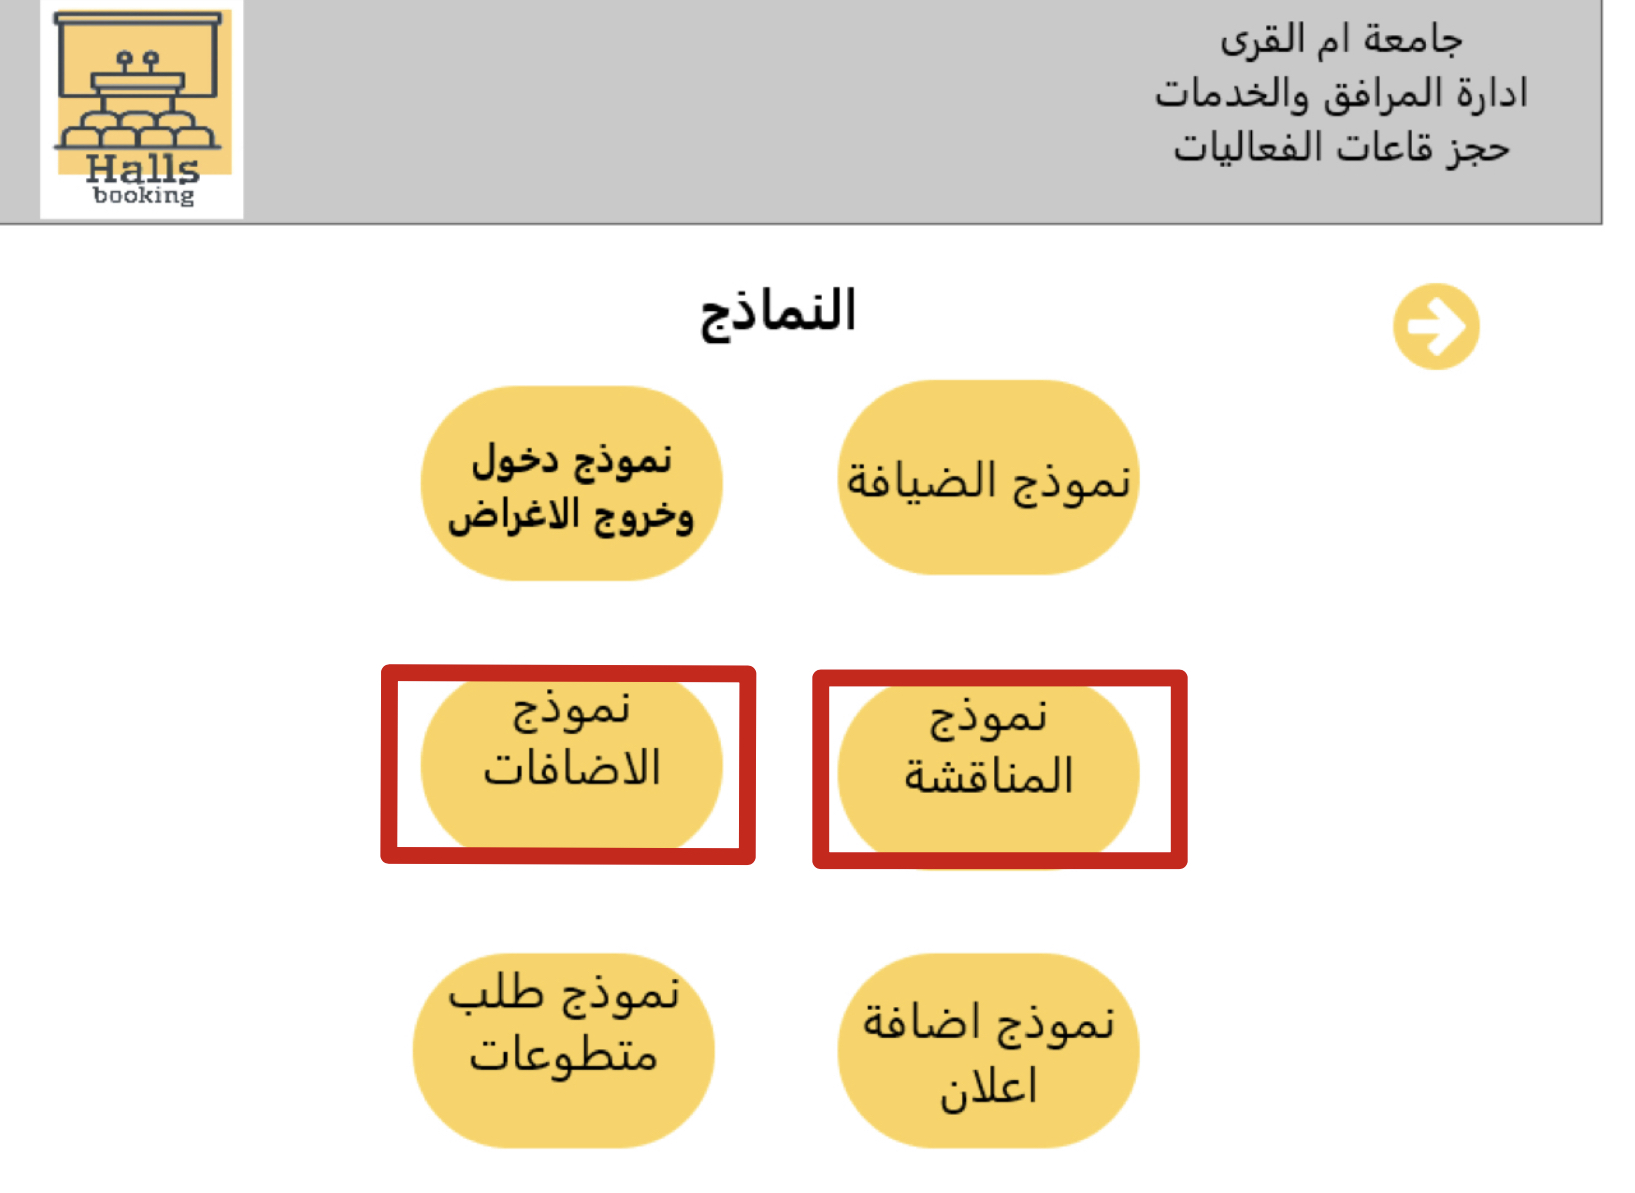 جامعة ام القرى
ادارة المرافق والخدمات
حجز قاعات الفعاليات
Halls
booking
النماذج
نموذج الضيافة
نموذج دخول
وخروج الاغراض
نموذج
المناقشة
نموذج
الاضافات
نموذج اضافة
اعلان
نموذج طلب
متطوعات